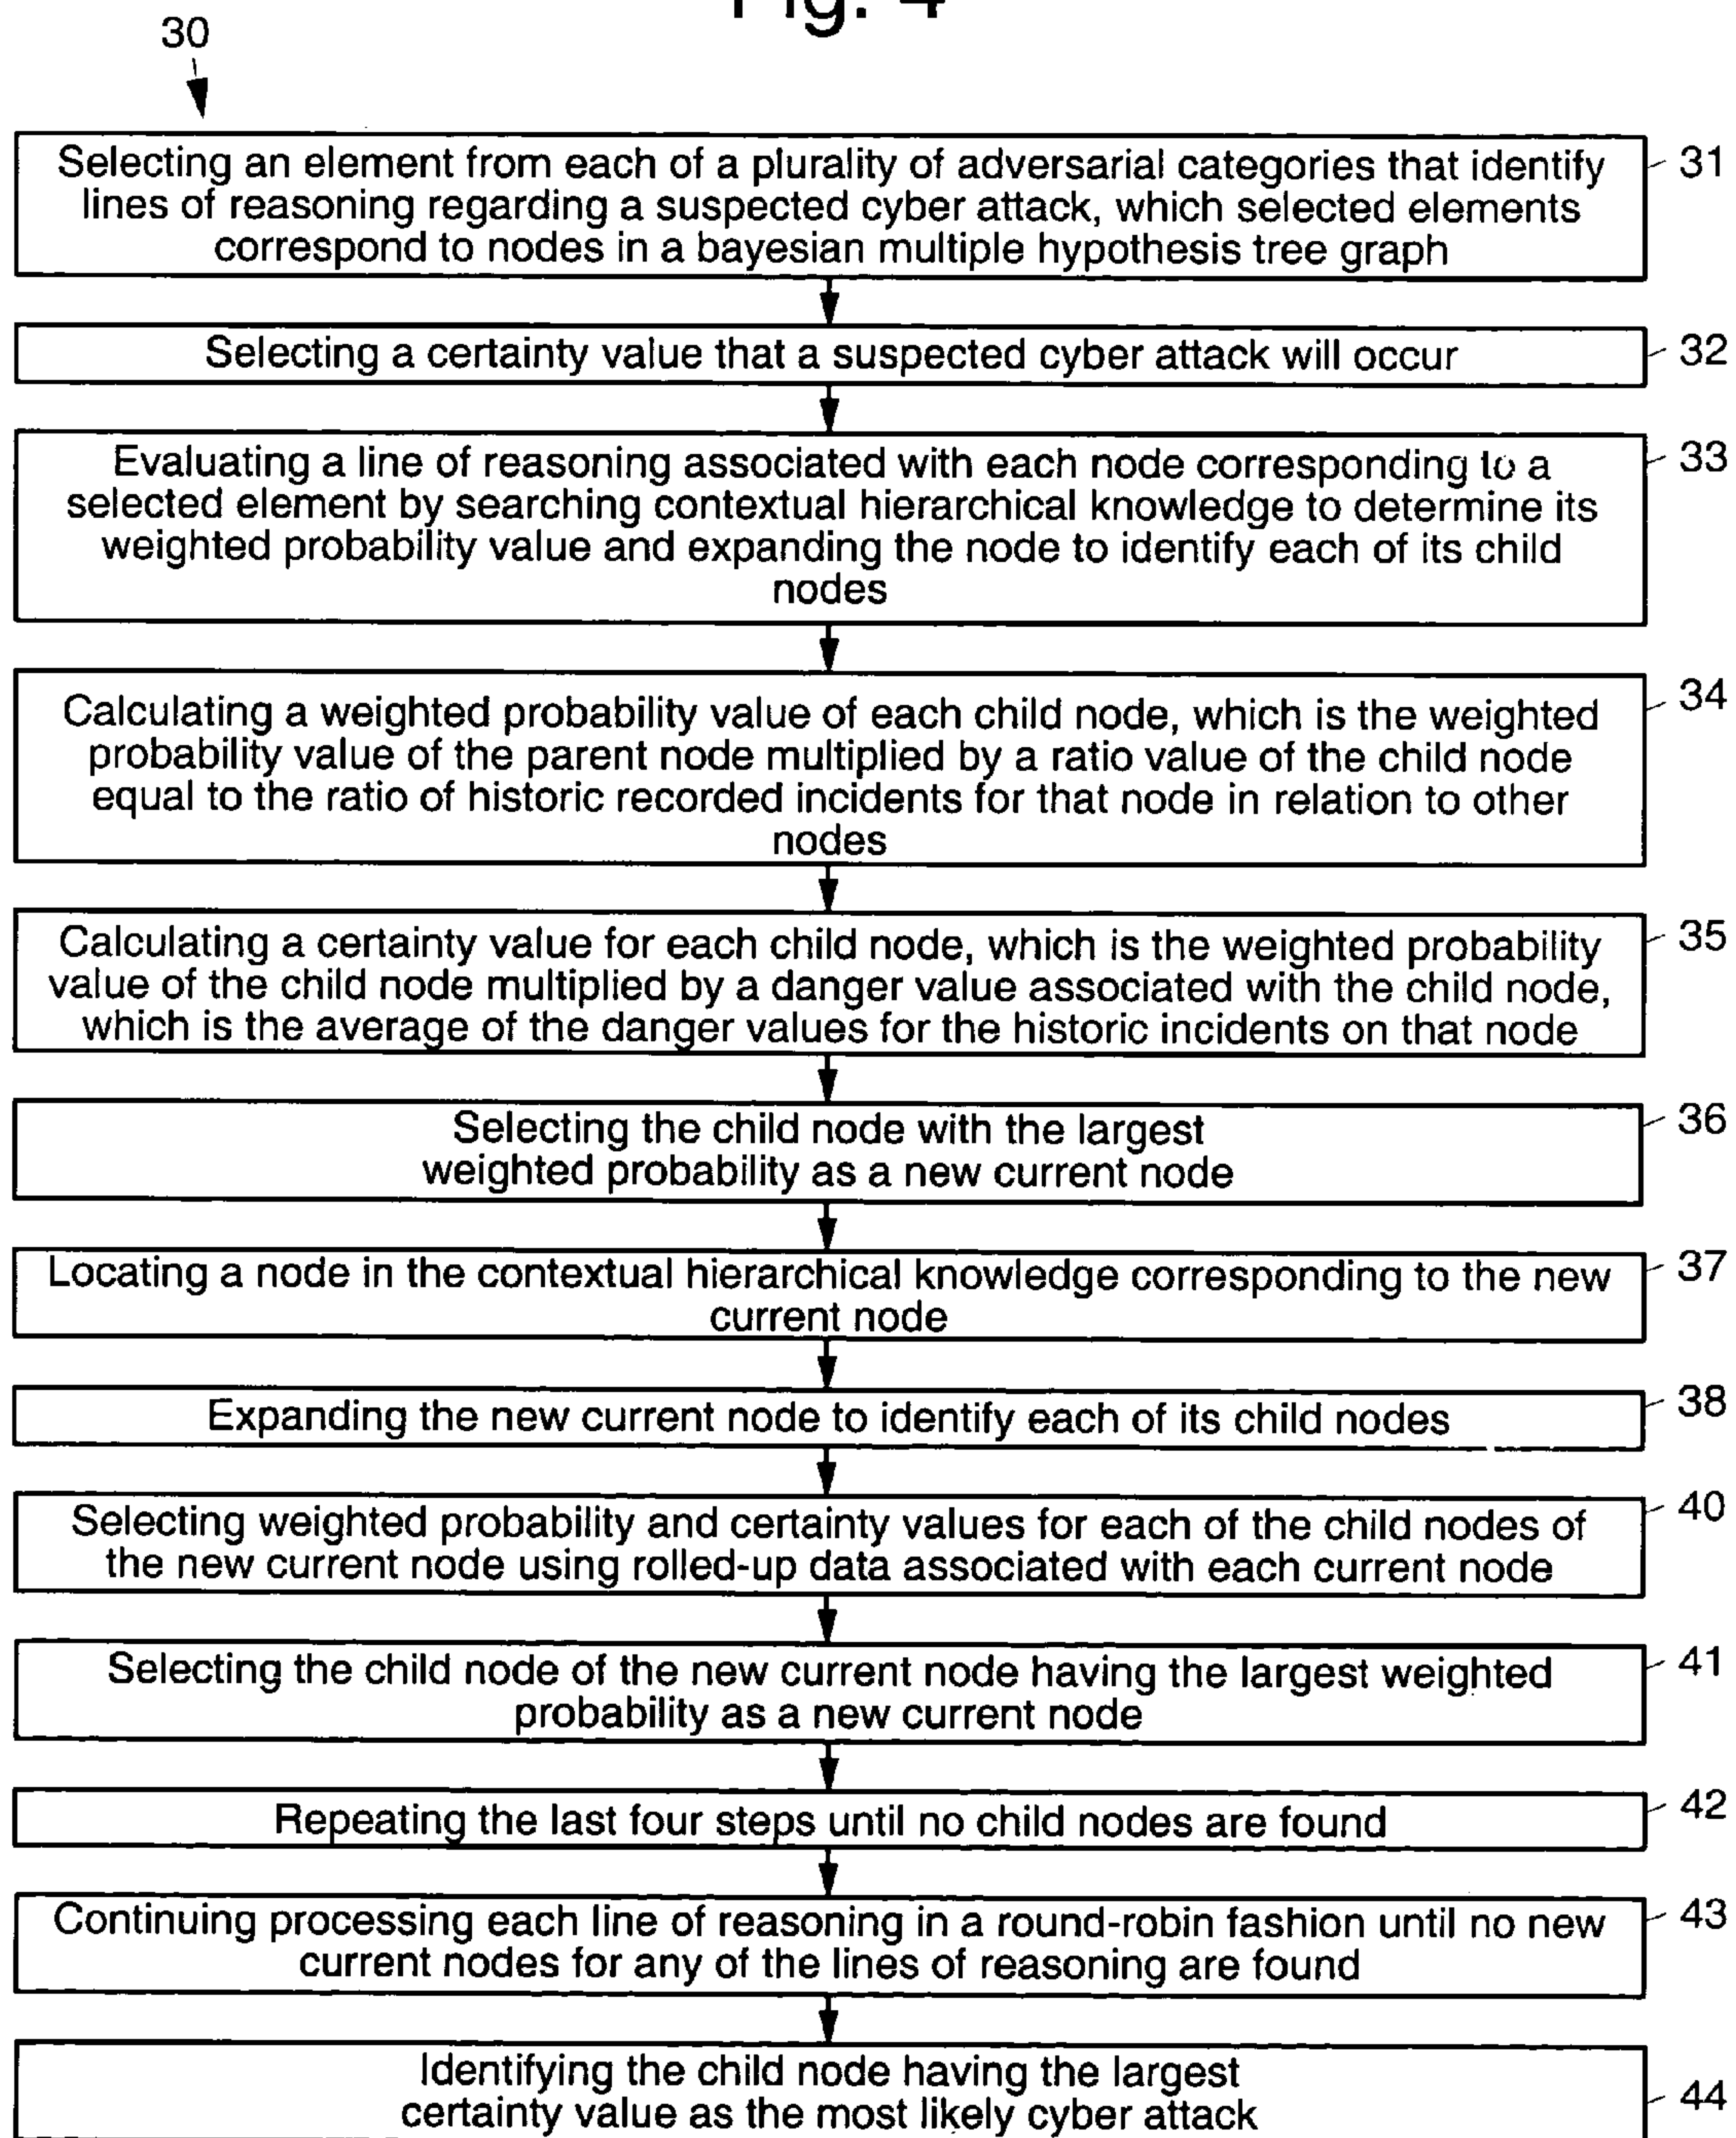 Fig. 4
30
Selecting an element from each of a plurality of adversarial categories that identify
lines of reasoning regarding a suspected cyber attack, which selected elements
correspond to nodes in a bayesian multiple hypothesis tree graph
31
Selecting a certainty value that a suspected cyber attack will occur
32
Evaluating a line of reasoning associated with each node corresponding to a
selected element by searching contextual hierarchical knowledge to determine its
weighted probability value and expanding the node to identify each of its child
nodes
33
Calculating a weighted probability value of each child node, which is the weighted
probability value of the parent node multiplied by a ratio value of the child node
equal to the ratio of historic recorded incidents for that node in relation to other
nodes
34
Calculating a certainty value for each child node, which is the weighted probability
value of the child node multiplied by a danger value associated with the child node,
which is the average of the danger values for the historic incidents on that node
35
Selecting the child node with the largest
weighted probability as a new current node
36
Locating a node in the contextual hierarchical knowledge corresponding to the new
current node
37
Expanding the new current node to identify each of its child nodes
38
Selecting weighted probability and certainty values for each of the child nodes of
the new current node using rolled-up data associated with each current node
40
Selecting the child node of the new current node having the largest weighted
probability as a new current node
41
Repeating the last four steps until no child nodes are found
42
Continuing processing each line of reasoning in a round-robin fashion until no new
current nodes for any of the lines of reasoning are found
43
Identifying the child node having the largest
certainty value as the most likely cyber attack
44